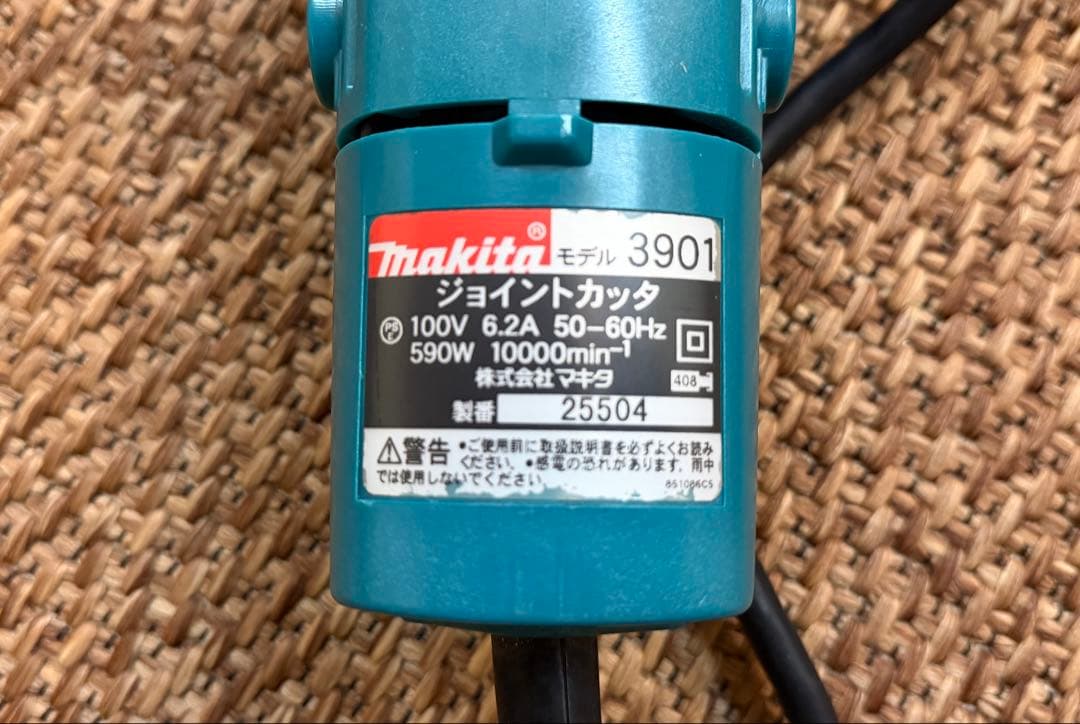 makita® モデル 3901
ジョイントカッタ
PSE 100V 6.2A 50-60Hz
590W 10000min⁻¹
株式会社 マキタ 408
製番 25504
⚠警告 •ご使用前に取扱説明書を必ずよくお読み
ください。•感電の恐れがあります。雨中
では使用しないでください。
851086C5